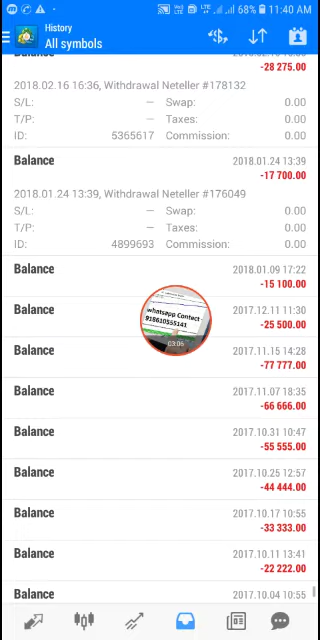 68% 11:40 AM
History
All symbols
Balance
-28 275.00
2018.02.16 16:36, Withdrawal Neteller #178132
S/L: — Swap: 0.00
T/P: — Taxes: 0.00
ID: 5365617 Commission: 0.00
Balance 2018.01.24 13:39
-17 700.00
2018.01.24 13:39, Withdrawal Neteller #176049
S/L: — Swap: 0.00
T/P: — Taxes: 0.00
ID: 4899693 Commission: 0.00
Balance 2018.01.09 17:22
-15 100.00
whatsapp Contect -
918610555141
03:06
Balance 2017.12.11 11:30
-25 500.00
Balance 2017.11.15 14:28
-77 777.00
Balance 2017.11.07 18:35
-66 666.00
Balance 2017.10.31 10:47
-55 555.00
Balance 2017.10.25 12:57
-44 444.00
Balance 2017.10.17 10:55
-33 333.00
Balance 2017.10.11 13:41
-22 222.00
Balance 2017.10.04 10:55